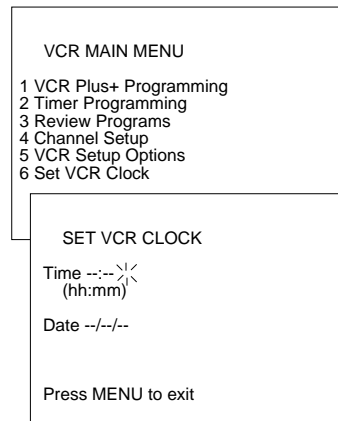 VCR MAIN MENU
1 VCR Plus+ Programming
2 Timer Programming
3 Review Programs
4 Channel Setup
5 VCR Setup Options
6 Set VCR Clock
SET VCR CLOCK
Time --:--
(hh:mm)
Date --/--/--
Press MENU to exit